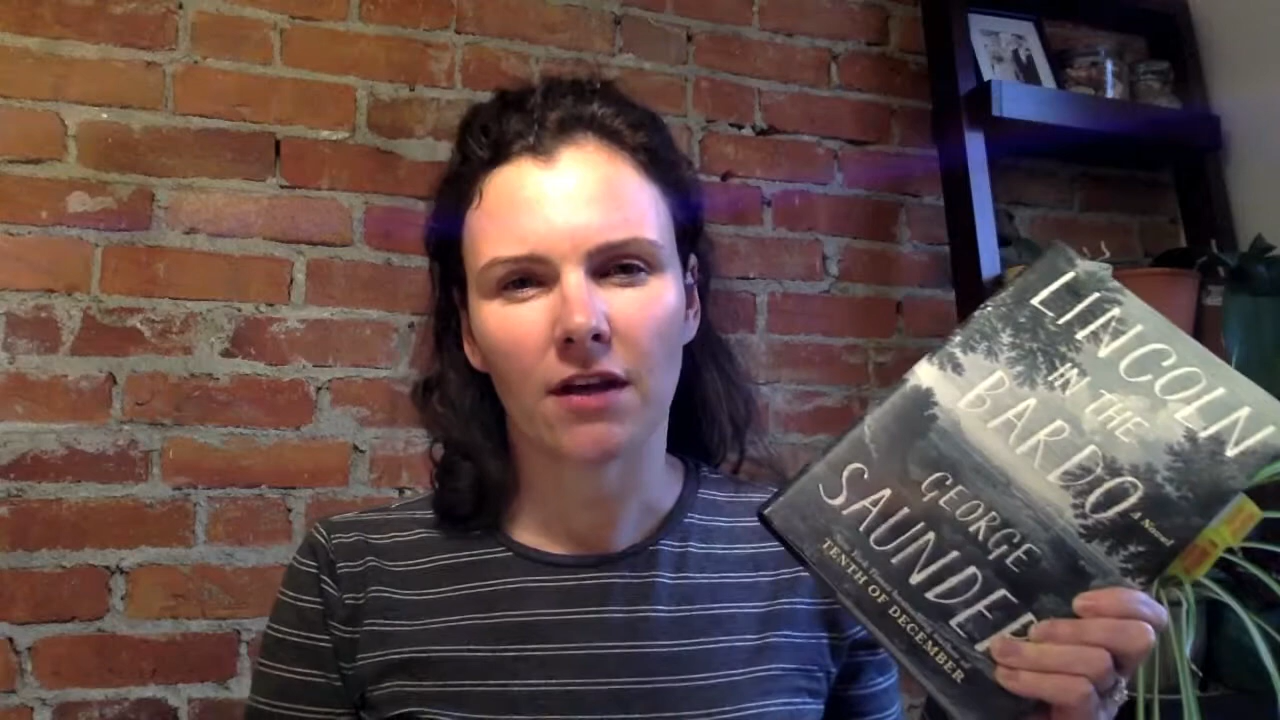 LINCOLN
IN THE
BARDO
A Novel
GEORGE
SAUNDER
TENTH OF DECEMBER